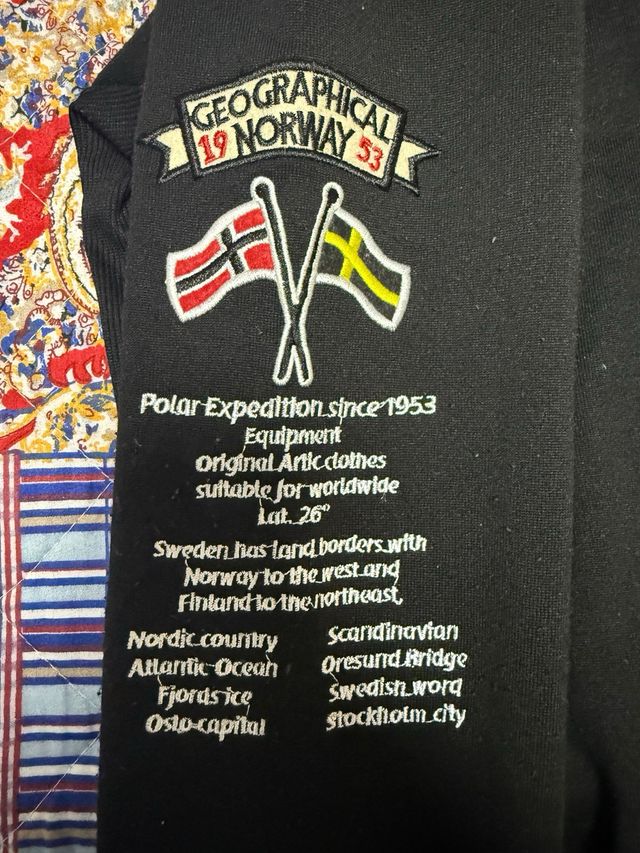 GEOGRAPHICAL
19 NORWAY 53
Polar Expedition since 1953
Equipment
Original Artic clothes
suitable for worldwide
Lat. 26°
Sweden has land borders with
Norway to the west and
Finland to the northeast,
Nordic country
Atlantic Ocean
Fjords ice
Oslo-capital
Scandinavian
Oresund Bridge
Swedish word
Stockholm city